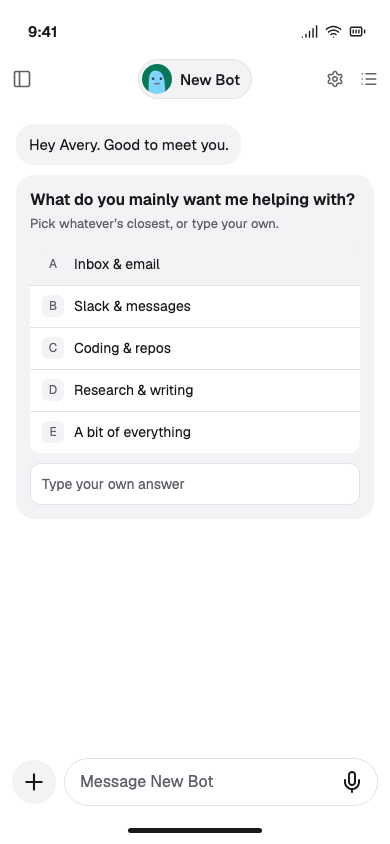 9:41
New Bot
Hey Avery. Good to meet you.
What do you mainly want me helping with?
Pick whatever's closest, or type your own.
A Inbox & email
B Slack & messages
C Coding & repos
D Research & writing
E A bit of everything
Type your own answer
Message New Bot